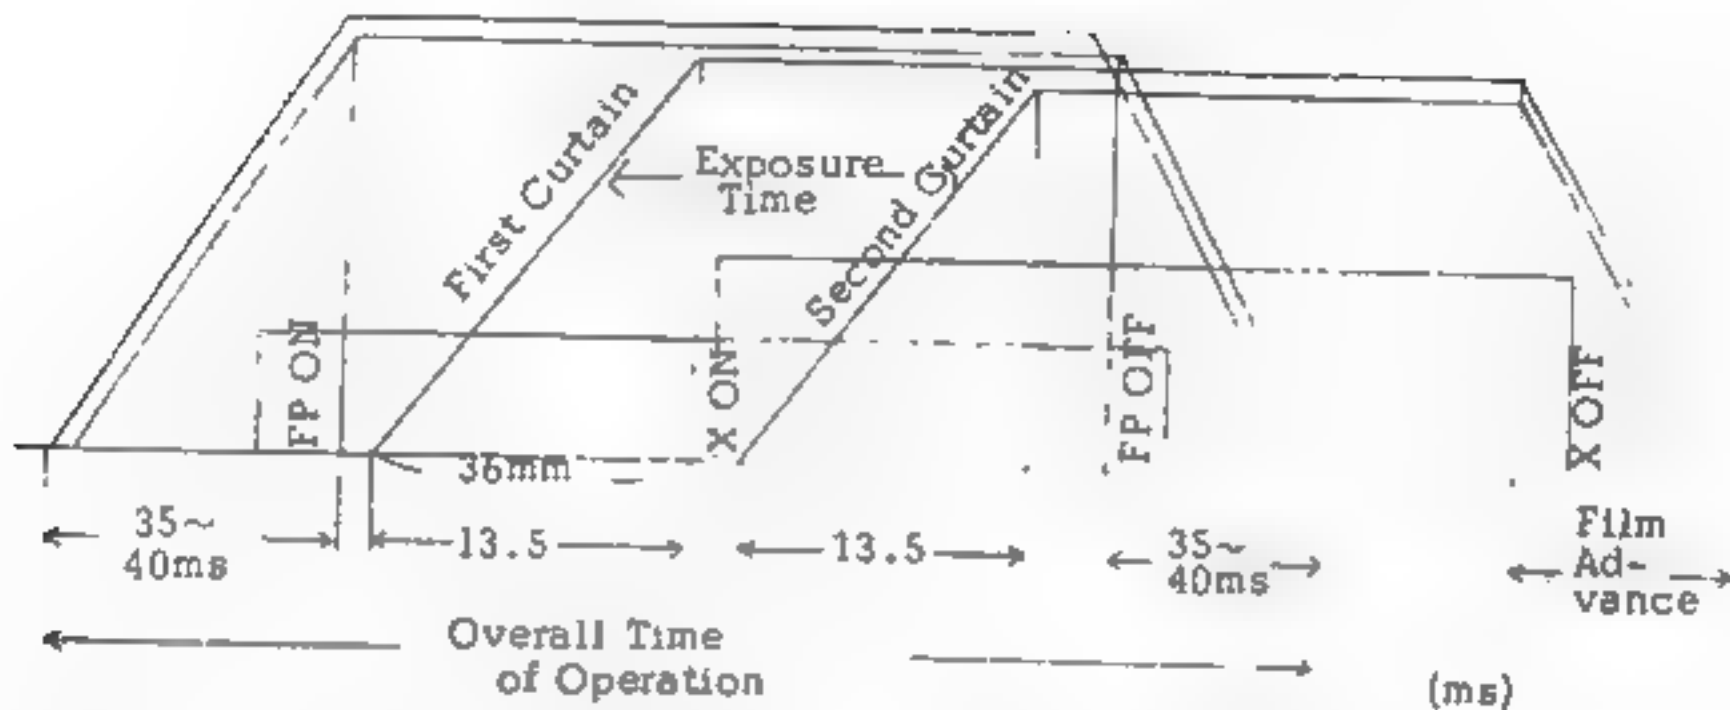 First Curtain
Exposure
Time
Second Curtain
FP ON
X ON
FP OFF
X OFF
36mm
35~
40ms
13.5
13.5
35~
40ms
Film
Ad-
vance
Overall Time
of Operation
(ms)